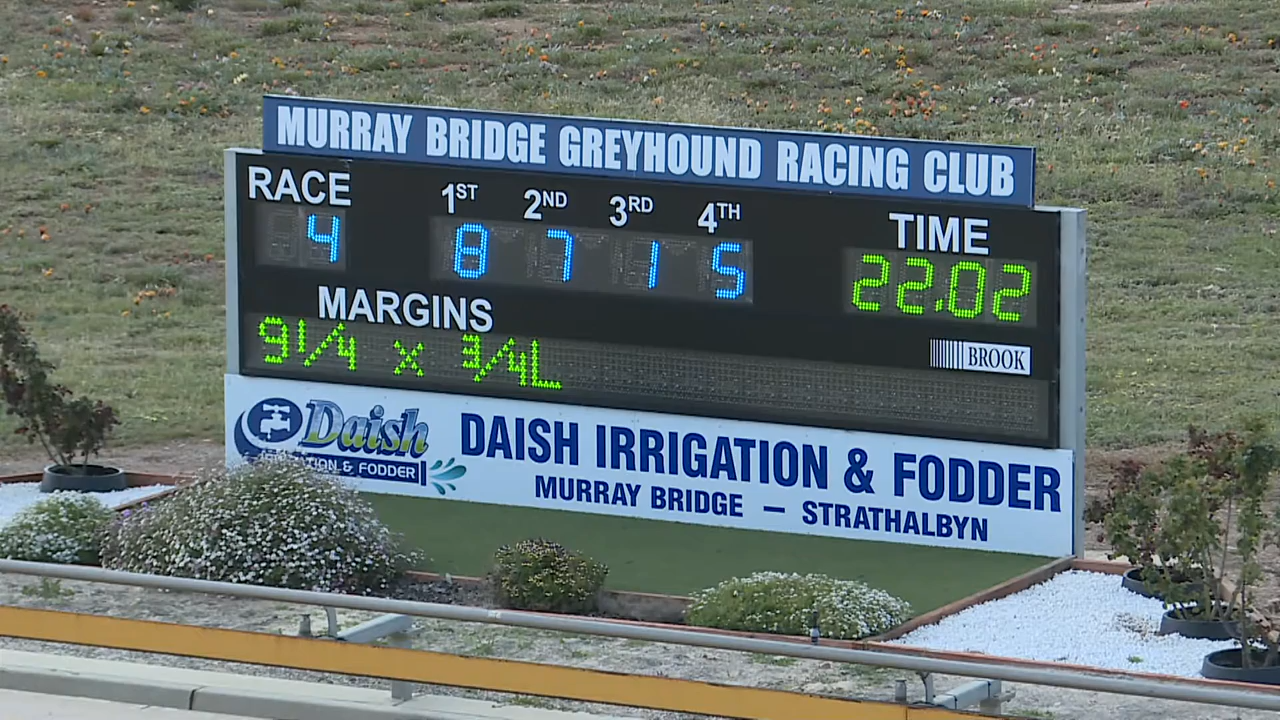 MURRAY BRIDGE GREYHOUND RACING CLUB
RACE 1ST 2ND 3RD 4TH TIME
4 8 7 1 5 22.02
MARGINS
9 1/4 x 3/4L
BROOK
Daish
& FODDER
DAISH IRRIGATION & FODDER
MURRAY BRIDGE – STRATHALBYN